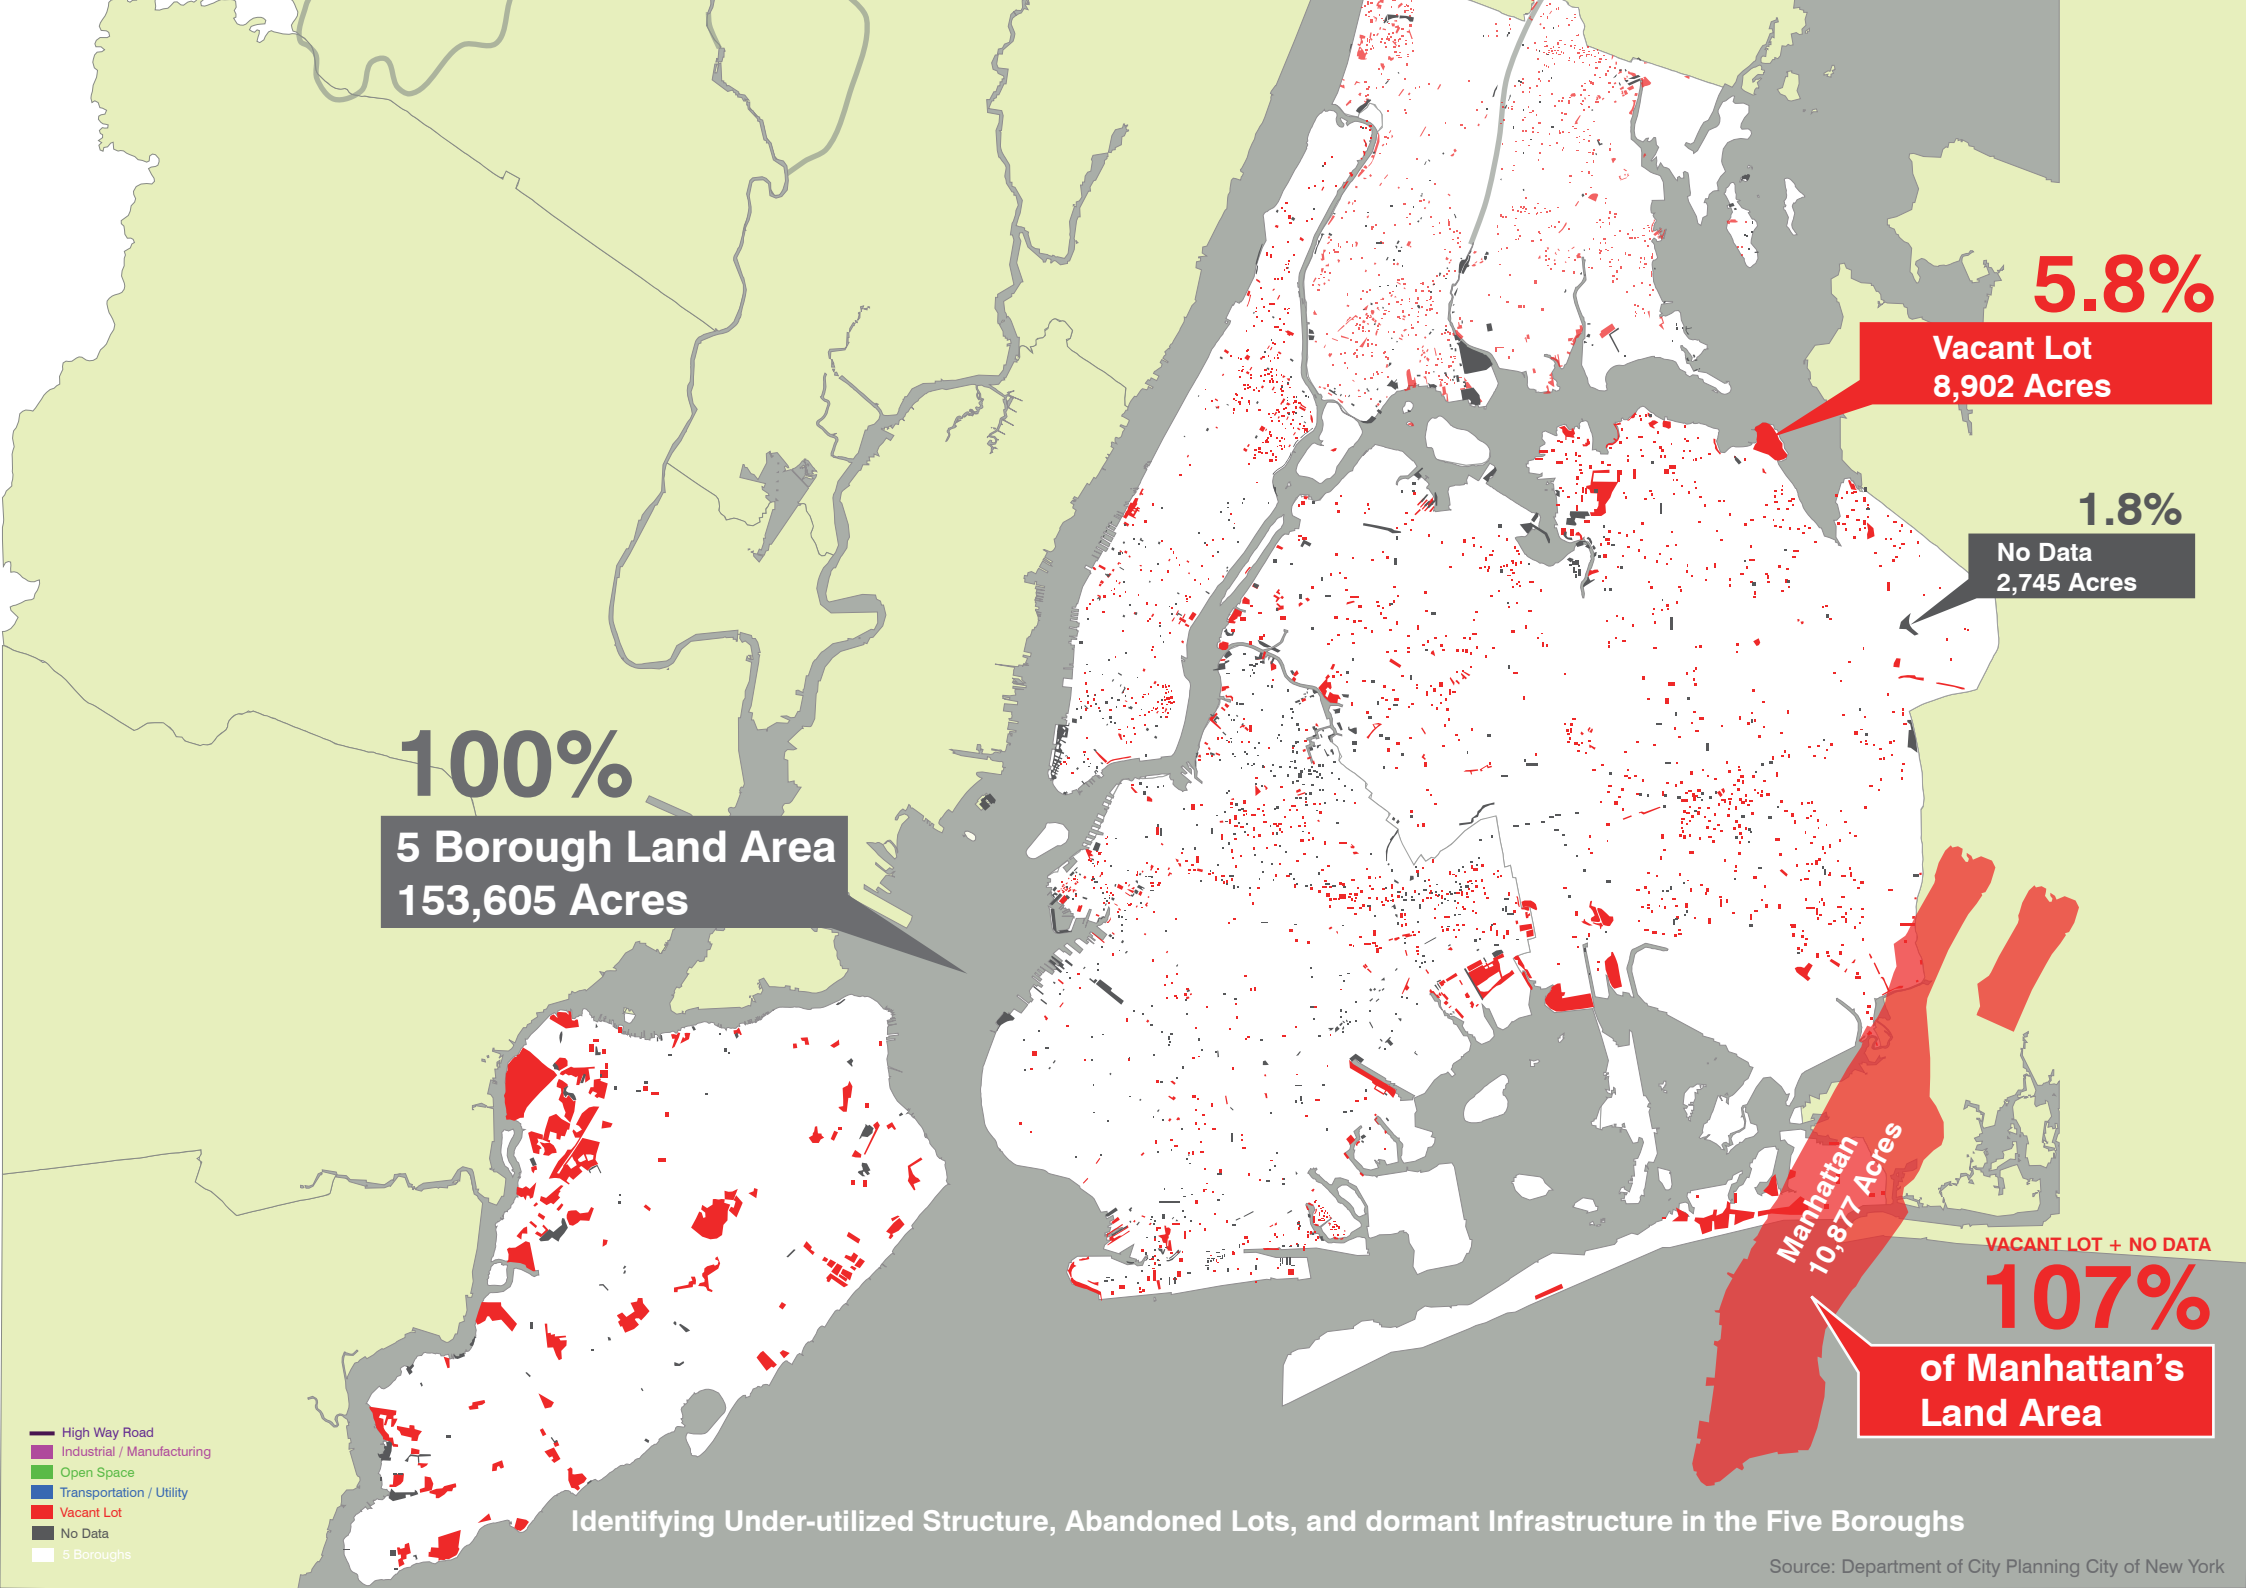 5.8%
Vacant Lot
8,902 Acres
1.8%
No Data
2,745 Acres
100%
5 Borough Land Area
153,605 Acres
Manhattan
10,877 Acres
VACANT LOT + NO DATA
107%
of Manhattan’s
Land Area
High Way Road
Industrial / Manufacturing
Open Space
Transportation / Utility
Vacant Lot
No Data
5 Boroughs
Identifying Under-utilized Structure, Abandoned Lots, and dormant Infrastructure in the Five Boroughs
Source: Department of City Planning City of New York